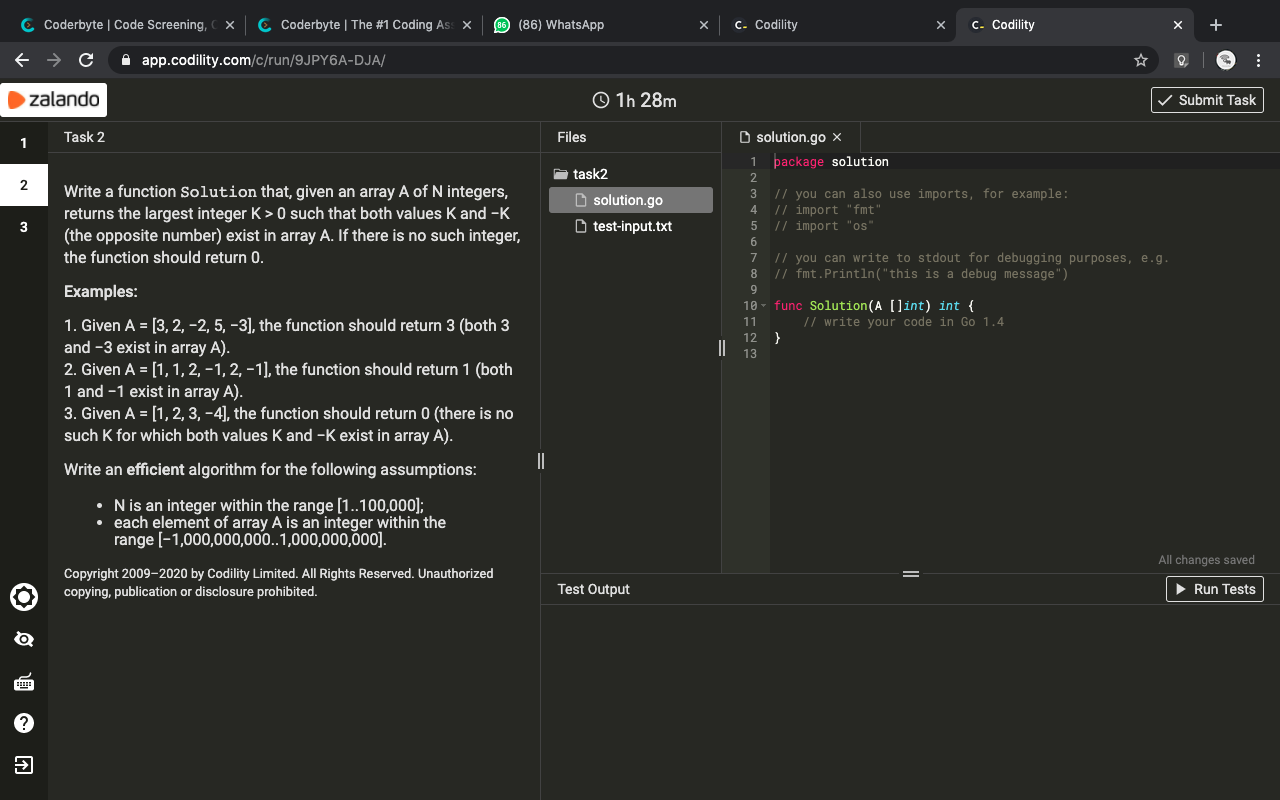 Coderbyte | Code Screening, C
Coderbyte | The #1 Coding Ass
(86) WhatsApp
Codility
Codility
app.codility.com/c/run/9JPY6A-DJA/
zalando
1h 28m
Submit Task
1
2
3
Task 2
Write a function Solution that, given an array A of N integers,
returns the largest integer K > 0 such that both values K and −K
(the opposite number) exist in array A. If there is no such integer,
the function should return 0.
Examples:
1. Given A = [3, 2, −2, 5, −3], the function should return 3 (both 3
and −3 exist in array A).
2. Given A = [1, 1, 2, −1, 2, −1], the function should return 1 (both
1 and −1 exist in array A).
3. Given A = [1, 2, 3, −4], the function should return 0 (there is no
such K for which both values K and −K exist in array A).
Write an efficient algorithm for the following assumptions:
• N is an integer within the range [1..100,000];
• each element of array A is an integer within the
range [−1,000,000,000..1,000,000,000].
Copyright 2009–2020 by Codility Limited. All Rights Reserved. Unauthorized
copying, publication or disclosure prohibited.
Files
task2
solution.go
test-input.txt
solution.go
1 package solution
2
3 // you can also use imports, for example:
4 // import "fmt"
5 // import "os"
6
7 // you can write to stdout for debugging purposes, e.g.
8 // fmt.Println("this is a debug message")
9
10 func Solution(A []int) int {
11 // write your code in Go 1.4
12 }
13
All changes saved
Test Output
Run Tests